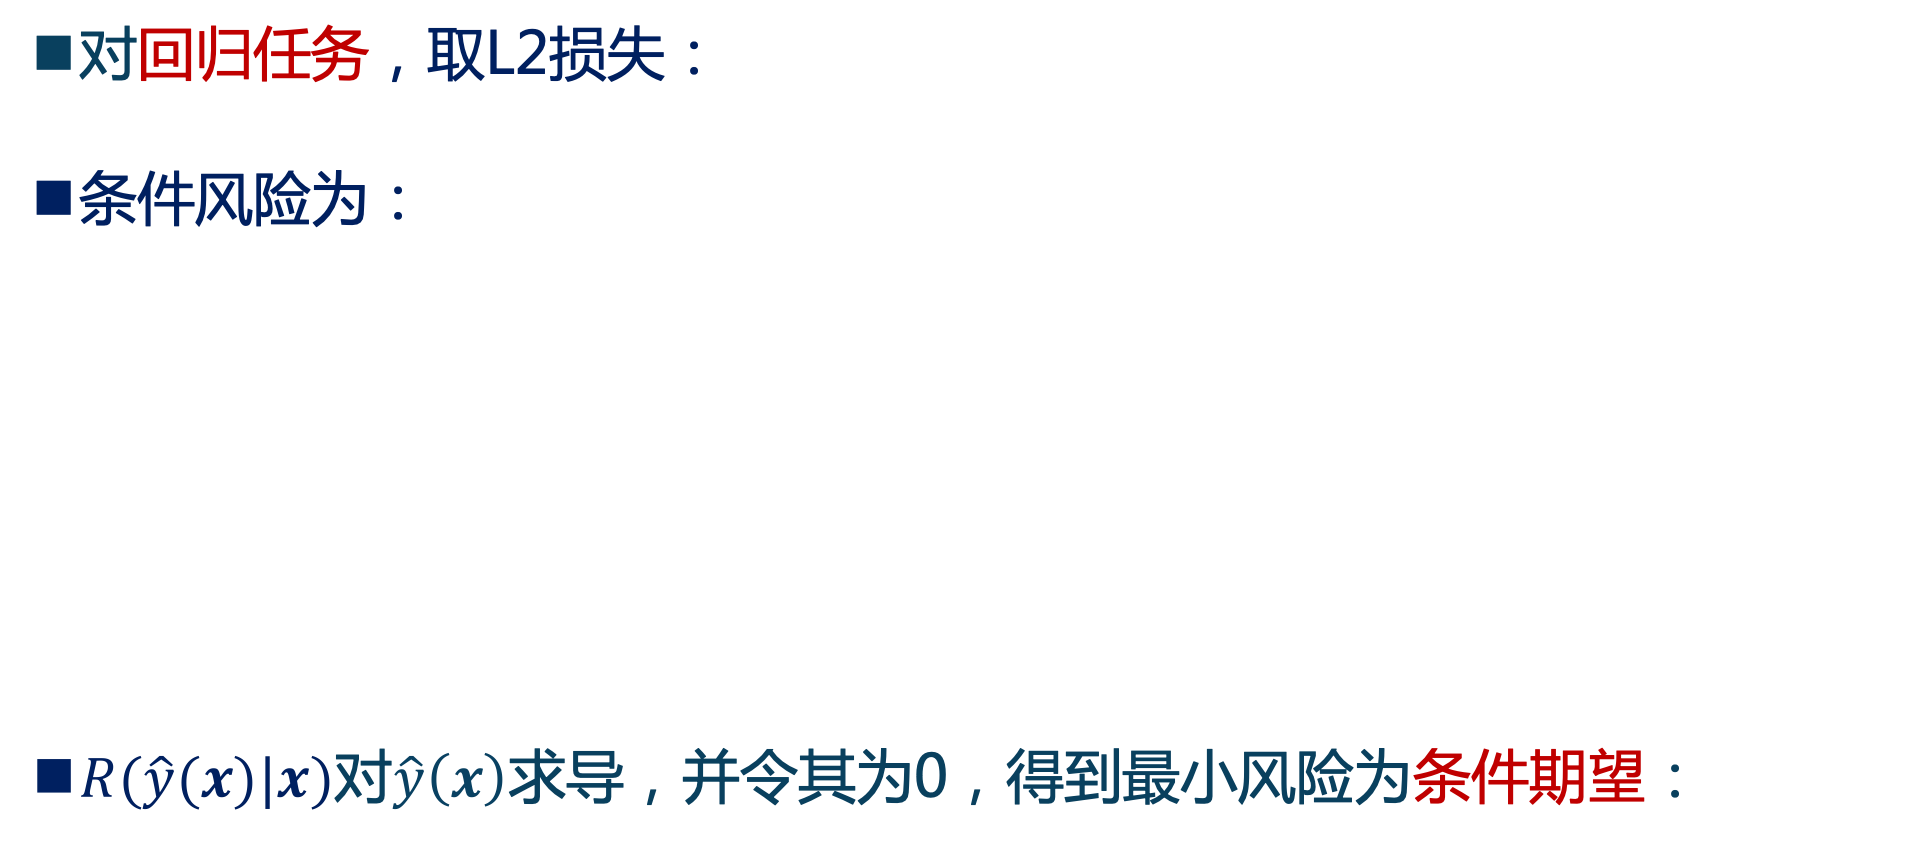 ■对回归任务，取L2损失：
■条件风险为：
■R(ŷ(x)|x)对ŷ(x)求导，并令其为0，得到最小风险为条件期望：